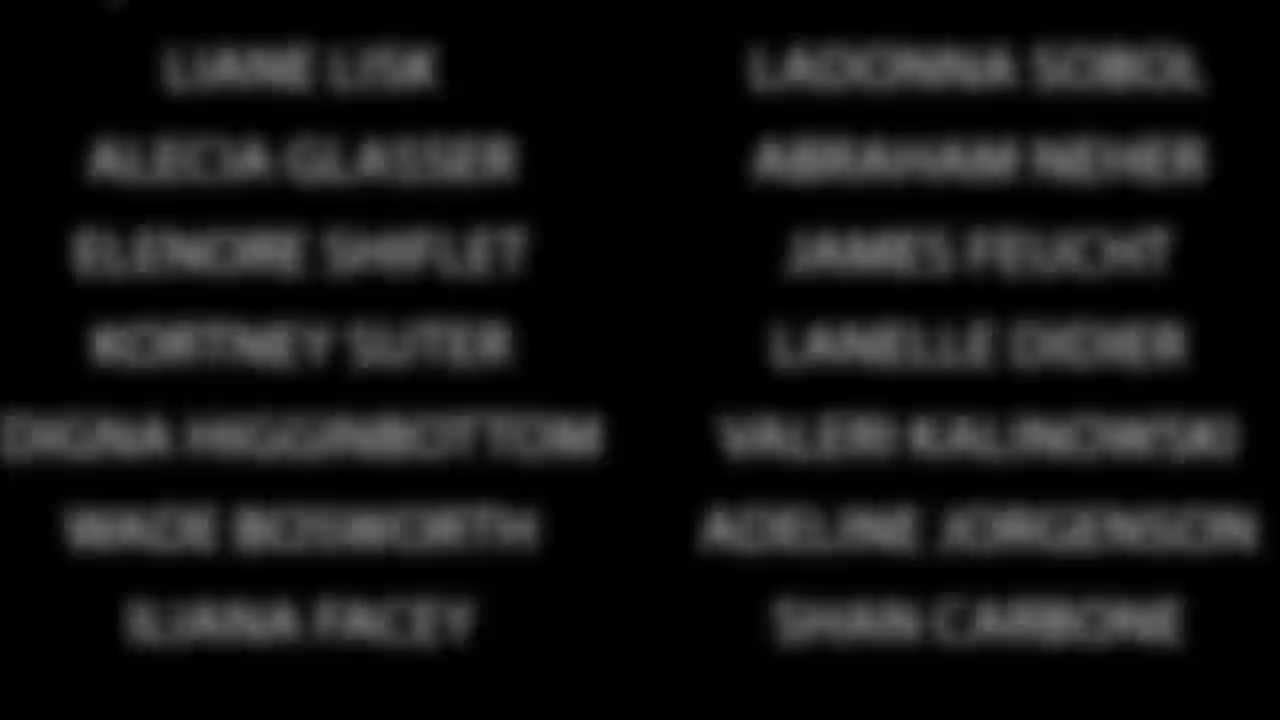 LIANE LISK LADONNA SOBOL
ALECIA GLASSER ABRAHAM NEHER
ELENORE SHIFLET JAMES FEUCHT
KORTNEY SUTER LANELLE DIDIER
DIGNA HIGGINBOTTOM VALERI KALINOWSKI
WADE BOSWORTH ADELINE JORGENSON
ILIANA FACEY SHAN CARBONE